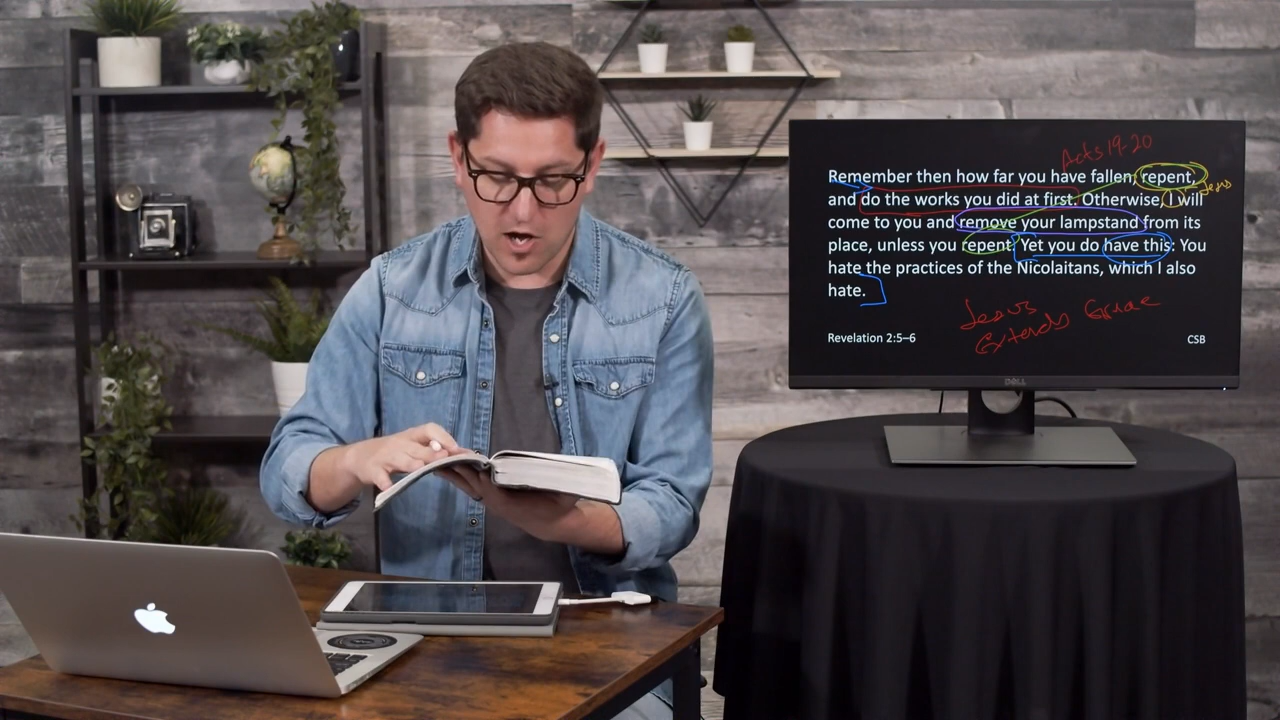 Acts 19-20
Remember then how far you have fallen; repent,
and do the works you did at first. Otherwise, I will
Jesus
come to you and remove your lampstand from its
place, unless you repent. Yet you do have this: You
hate the practices of the Nicolaitans, which I also
hate.
Jesus
Extends Grace
Revelation 2:5–6
CSB
DELL